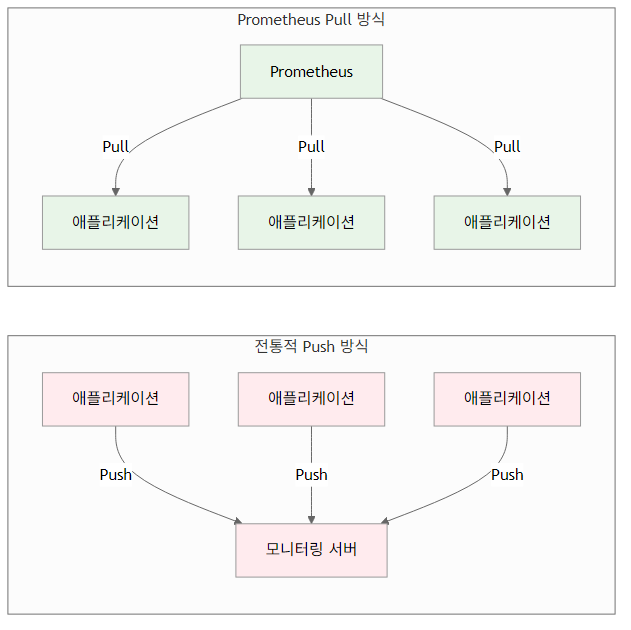 Prometheus Pull 방식
Prometheus
Pull
Pull
Pull
애플리케이션
애플리케이션
애플리케이션
전통적 Push 방식
애플리케이션
애플리케이션
애플리케이션
Push
Push
Push
모니터링 서버